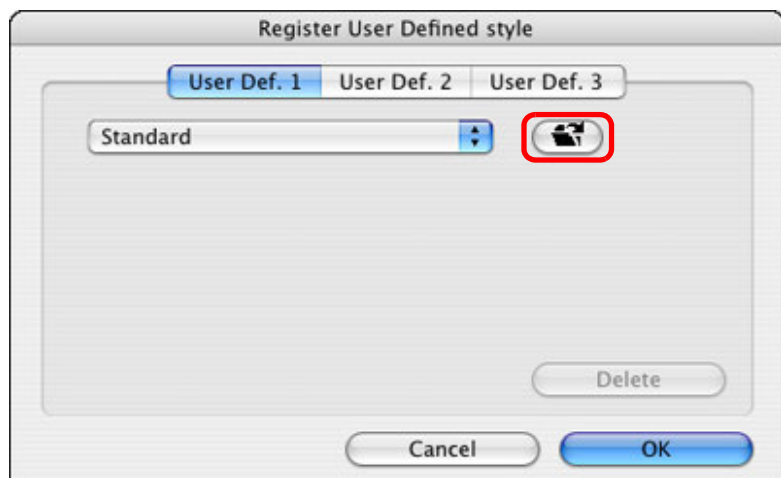 Register User Defined style
User Def. 1 User Def. 2 User Def. 3
Standard
Delete
Cancel OK